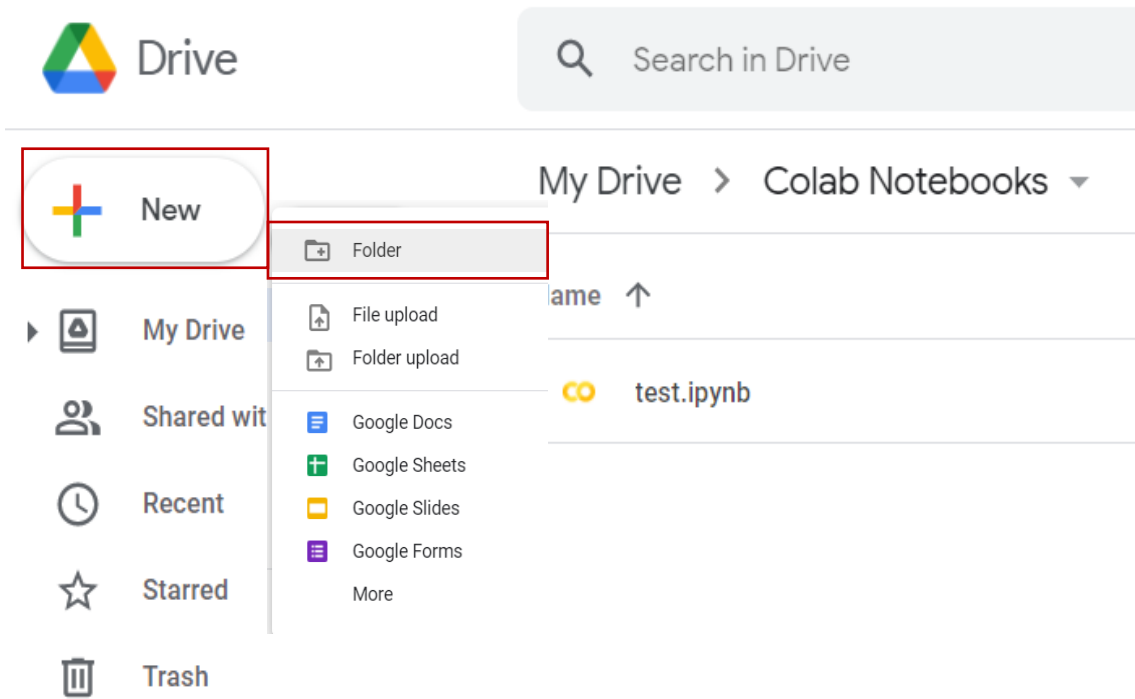 Drive
Search in Drive
New
My Drive > Colab Notebooks
Folder
File upload
Folder upload
Google Docs
Google Sheets
Google Slides
Google Forms
More
My Drive
Shared wit
Recent
Starred
Trash
ame
CO test.ipynb